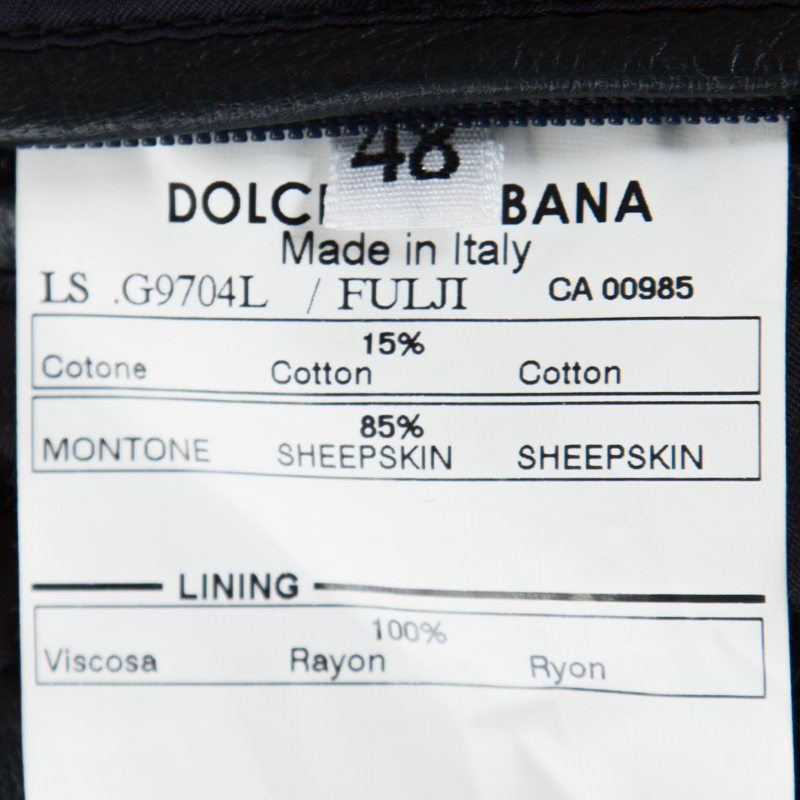 48
DOLC BANA
Made in Italy
LS .G9704L / FULJI CA 00985
15%
Cotone Cotton Cotton
85%
MONTONE SHEEPSKIN SHEEPSKIN
LINING
100%
Viscosa Rayon Ryon